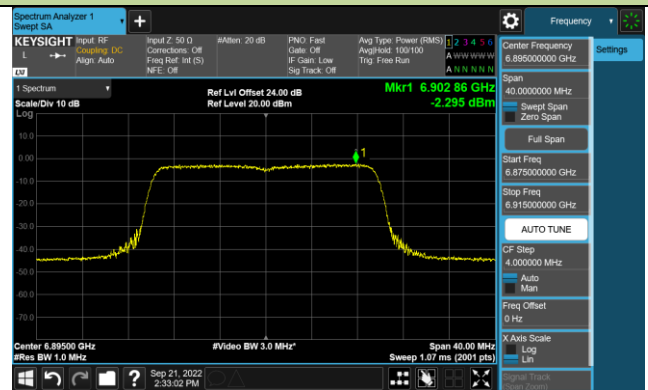 Spectrum Analyzer 1
Swept SA
Frequency
KEYSIGHT
L
LXI
Input: RF
Coupling: DC
Align: Auto
Input Z: 50 Ω
Corrections: Off
Freq Ref: Int (S)
NFE: Off
#Atten: 20 dB
PNO: Fast
Gate: Off
IF Gain: Low
Sig Track: Off
Avg Type: Power (RMS)
Avg|Hold: 100/100
Trig: Free Run
1 2 3 4 5 6
A W W W W W
A N N N N N
Center Frequency
6.895000000 GHz
Settings
Span
40.0000000 MHz
Swept Span
Zero Span
Full Span
Start Freq
6.875000000 GHz
Stop Freq
6.915000000 GHz
AUTO TUNE
CF Step
4.000000 MHz
Auto
Man
Freq Offset
0 Hz
X Axis Scale
Log
Lin
Signal Track
(Span Zoom)
1 Spectrum
Scale/Div 10 dB
Log
Ref Lvl Offset 24.00 dB
Ref Level 20.00 dBm
Mkr1 6.902 86 GHz
-2.295 dBm
10.0
0.00
-10.0
-20.0
-30.0
-40.0
-50.0
-60.0
-70.0
1
Center 6.89500 GHz
#Res BW 1.0 MHz
#Video BW 3.0 MHz*
Span 40.00 MHz
Sweep 1.07 ms (2001 pts)
?
Sep 21, 2022
2:33:02 PM